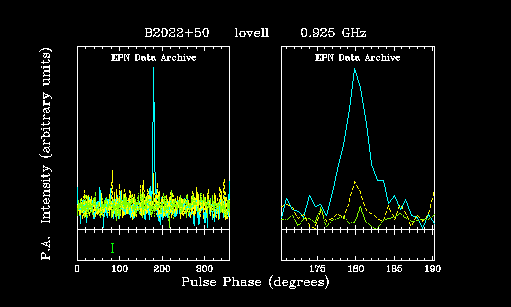 B2022+50 lovell 0.925 GHz
EPN Data Archive EPN Data Archive
P.A. Intensity (arbitrary units)
0 100 200 300 175 180 185 190
Pulse Phase (degrees)